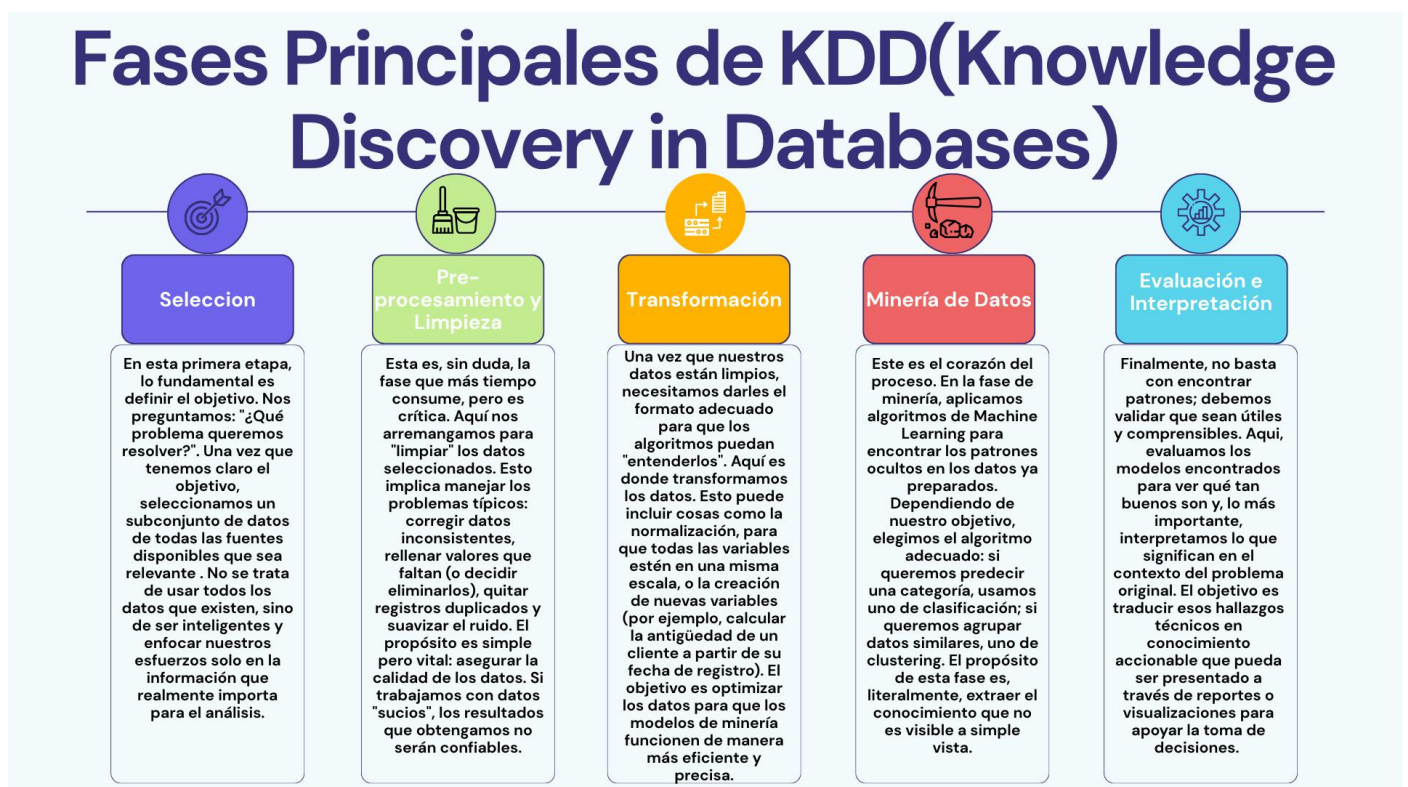 Fases Principales de KDD(Knowledge
Discovery in Databases)
Seleccion
En esta primera etapa,
lo fundamental es
definir el objetivo. Nos
preguntamos: "¿Qué
problema queremos
resolver?". Una vez que
tenemos claro el
objetivo,
seleccionamos un
subconjunto de datos
de todas las fuentes
disponibles que sea
relevante . No se trata
de usar todos los
datos que existen, sino
de ser inteligentes y
enfocar nuestros
esfuerzos solo en la
información que
realmente importa
para el análisis.
Pre-
procesamiento y
Limpieza
Esta es, sin duda, la
fase que más tiempo
consume, pero es
crítica. Aquí nos
arremangamos para
"limpiar" los datos
seleccionados. Esto
implica manejar los
problemas típicos:
corregir datos
inconsistentes,
rellenar valores que
faltan (o decidir
eliminarlos), quitar
registros duplicados y
suavizar el ruido. El
propósito es simple
pero vital: asegurar la
calidad de los datos. Si
trabajamos con datos
"sucios", los resultados
que obtengamos no
serán confiables.
Transformación
Una vez que nuestros
datos están limpios,
necesitamos darles el
formato adecuado
para que los
algoritmos puedan
"entenderlos". Aquí es
donde transformamos
los datos. Esto puede
incluir cosas como la
normalización, para
que todas las variables
estén en una misma
escala, o la creación
de nuevas variables
(por ejemplo, calcular
la antigüedad de un
cliente a partir de su
fecha de registro). El
objetivo es optimizar
los datos para que los
modelos de minería
funcionen de manera
más eficiente y
precisa.
Minería de Datos
Este es el corazón del
proceso. En la fase de
minería, aplicamos
algoritmos de Machine
Learning para
encontrar los patrones
ocultos en los datos ya
preparados.
Dependiendo de
nuestro objetivo,
elegimos el algoritmo
adecuado: si
queremos predecir
una categoría, usamos
uno de clasificación; si
queremos agrupar
datos similares, uno de
clustering. El propósito
de esta fase es,
literalmente, extraer el
conocimiento que no
es visible a simple
vista.
Evaluación e
Interpretación
Finalmente, no basta
con encontrar
patrones; debemos
validar que sean útiles
y comprensibles. Aqui,
evaluamos los
modelos encontrados
para ver qué tan
buenos son y, lo más
importante,
interpretamos lo que
significan en el
contexto del problema
original. El objetivo es
traducir esos hallazgos
técnicos en
conocimiento
accionable que pueda
ser presentado a
través de reportes o
visualizaciones para
apoyar la toma de
decisiones.